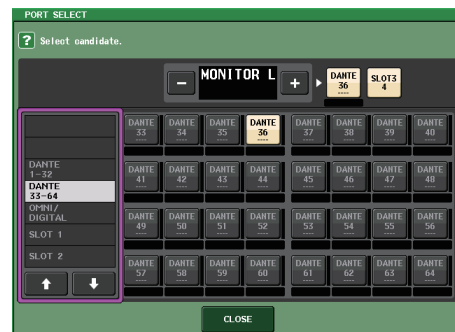 PORT SELECT
? Select candidate.
− MONITOR L + DANTE 36 ---- SLOT3 4
DANTE 1-32
DANTE 33-64
OMNI/ DIGITAL
SLOT 1
SLOT 2
DANTE 33 ---- DANTE 34 ---- DANTE 35 ---- DANTE 36 ---- DANTE 37 ---- DANTE 38 ---- DANTE 39 ---- DANTE 40 ----
DANTE 41 ---- DANTE 42 ---- DANTE 43 ---- DANTE 44 ---- DANTE 45 ---- DANTE 46 ---- DANTE 47 ---- DANTE 48 ----
DANTE 49 ---- DANTE 50 ---- DANTE 51 ---- DANTE 52 ---- DANTE 53 ---- DANTE 54 ---- DANTE 55 ---- DANTE 56 ----
DANTE 57 ---- DANTE 58 ---- DANTE 59 ---- DANTE 60 ---- DANTE 61 ---- DANTE 62 ---- DANTE 63 ---- DANTE 64 ----
CLOSE